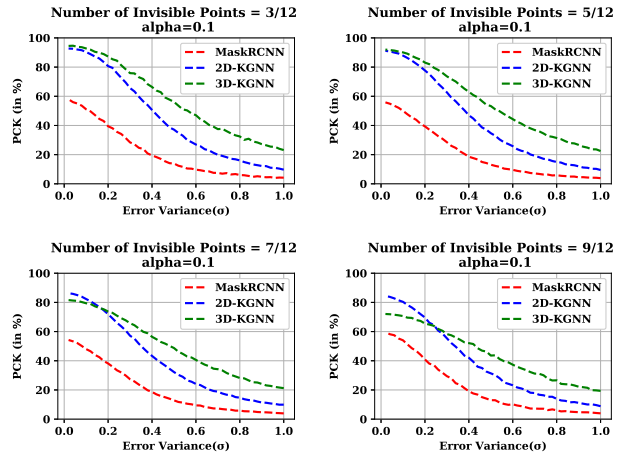 Number of Invisible Points = 3/12
alpha=0.1
PCK (in %)
100
80
60
40
20
0
MaskRCNN
2D-KGNN
3D-KGNN
0.0 0.2 0.4 0.6 0.8 1.0
Error Variance(σ)
Number of Invisible Points = 5/12
alpha=0.1
PCK (in %)
100
80
60
40
20
0
MaskRCNN
2D-KGNN
3D-KGNN
0.0 0.2 0.4 0.6 0.8 1.0
Error Variance(σ)
Number of Invisible Points = 7/12
alpha=0.1
PCK (in %)
100
80
60
40
20
0
MaskRCNN
2D-KGNN
3D-KGNN
0.0 0.2 0.4 0.6 0.8 1.0
Error Variance(σ)
Number of Invisible Points = 9/12
alpha=0.1
PCK (in %)
100
80
60
40
20
0
MaskRCNN
2D-KGNN
3D-KGNN
0.0 0.2 0.4 0.6 0.8 1.0
Error Variance(σ)